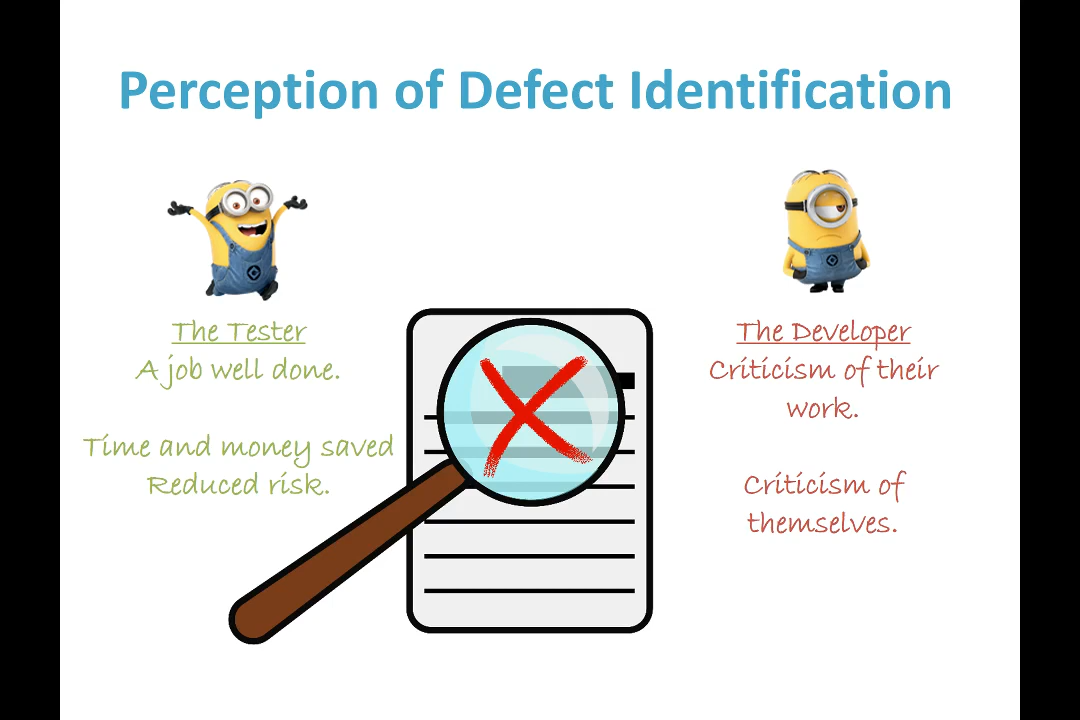 Perception of Defect Identification
The Tester
A job well done.
Time and money saved
Reduced risk.
The Developer
Criticism of their
work.
Criticism of
themselves.